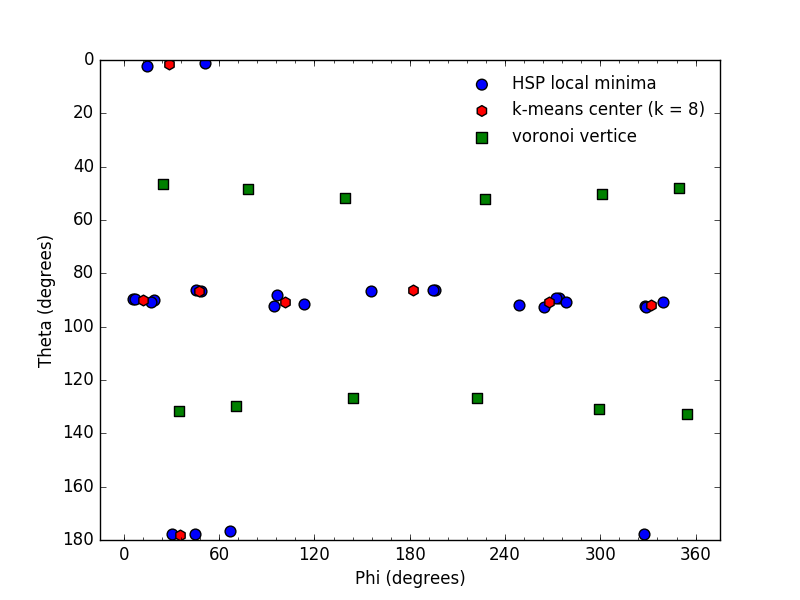 0
20
40
60
80
100
120
140
160
180
Theta (degrees)
HSP local minima
k-means center (k = 8)
voronoi vertice
0 60 120 180 240 300 360
Phi (degrees)